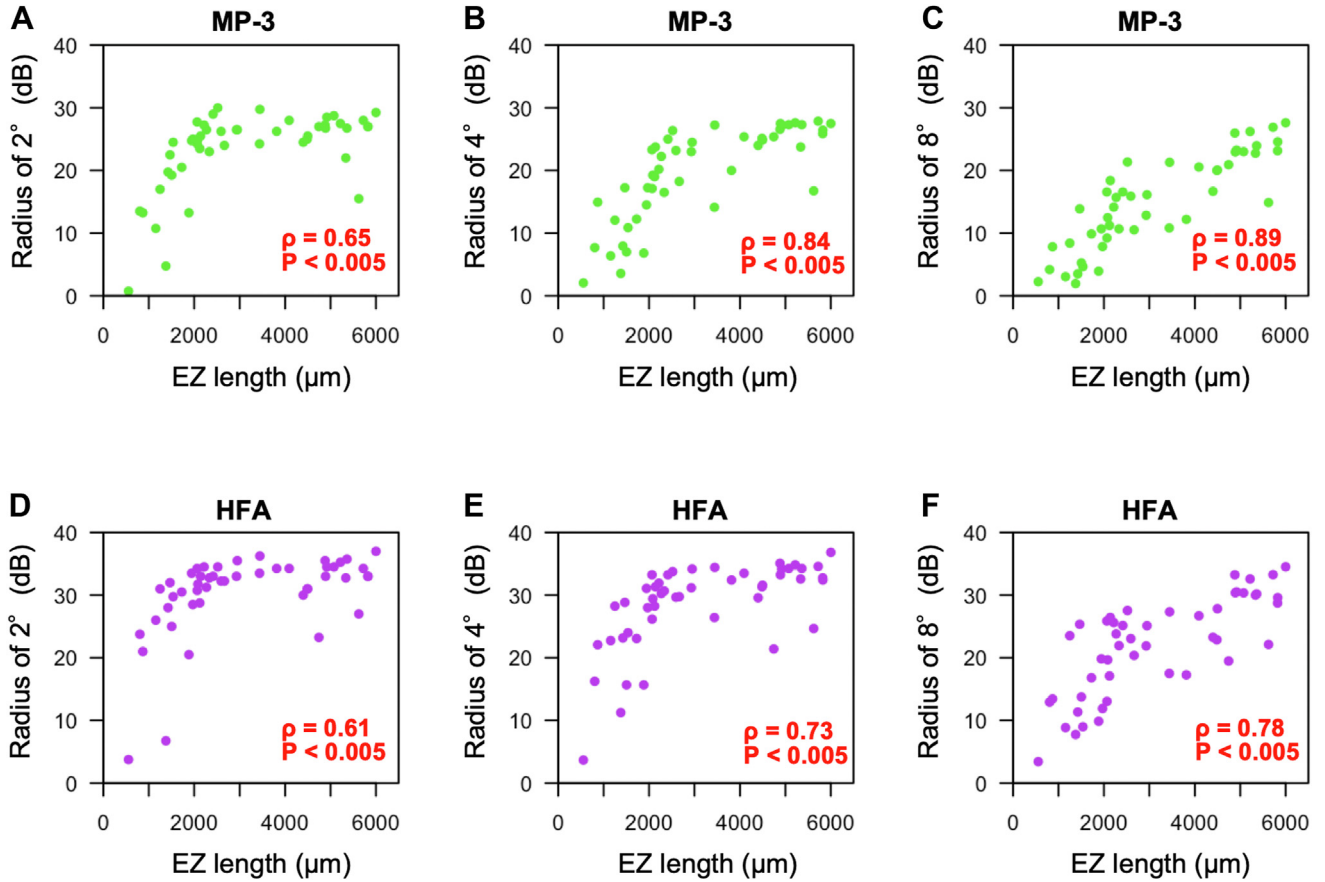 A
MP-3
Radius of 2° (dB)
40
30
20
10
0
ρ = 0.65
P < 0.005
0 2000 4000 6000
EZ length (μm)
B
MP-3
Radius of 4° (dB)
40
30
20
10
0
ρ = 0.84
P < 0.005
0 2000 4000 6000
EZ length (μm)
C
MP-3
Radius of 8° (dB)
40
30
20
10
0
ρ = 0.89
P < 0.005
0 2000 4000 6000
EZ length (μm)
D
HFA
Radius of 2° (dB)
40
30
20
10
0
ρ = 0.61
P < 0.005
0 2000 4000 6000
EZ length (μm)
E
HFA
Radius of 4° (dB)
40
30
20
10
0
ρ = 0.73
P < 0.005
0 2000 4000 6000
EZ length (μm)
F
HFA
Radius of 8° (dB)
40
30
20
10
0
ρ = 0.78
P < 0.005
0 2000 4000 6000
EZ length (μm)